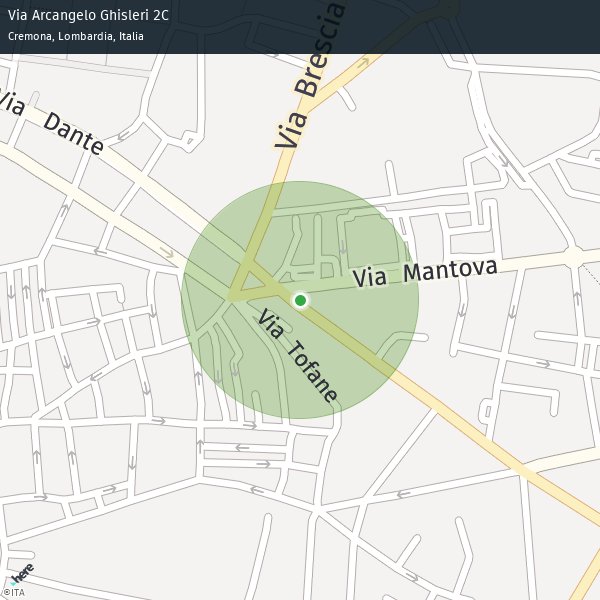 Via Arcangelo Ghisleri 2C
Cremona, Lombardia, Italia
Via Brescia
Via Dante
Via Mantova
Via Tofane
here
©ITA